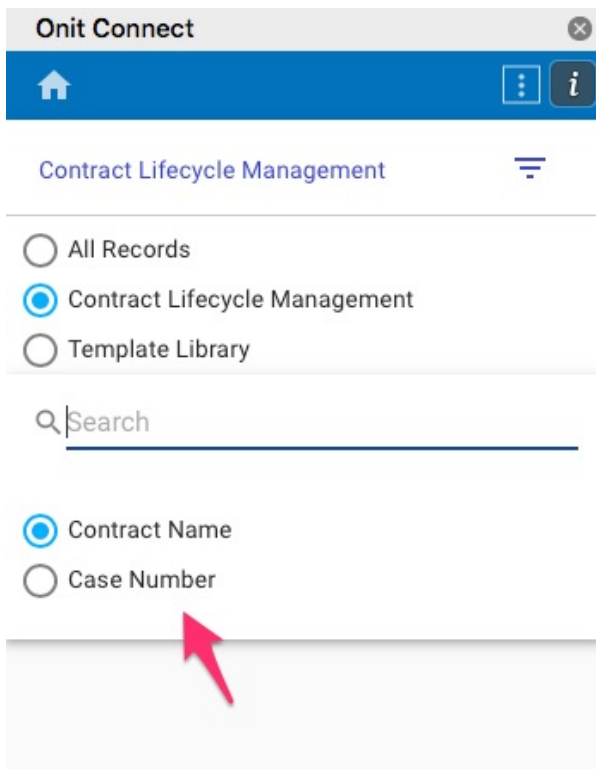 Onit Connect
i
Contract Lifecycle Management
All Records
Contract Lifecycle Management
Template Library
Search
Contract Name
Case Number